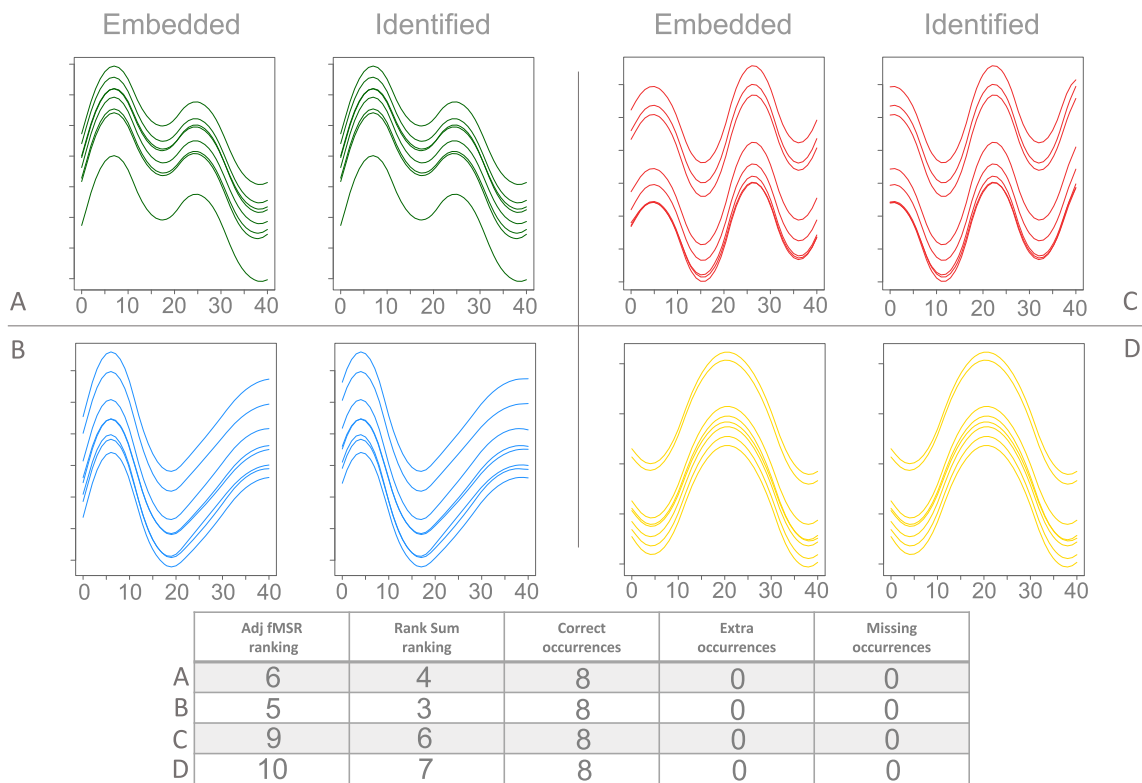 Embedded Identified Embedded Identified
0 10 20 30 40 0 10 20 30 40 0 10 20 30 40 0 10 20 30 40
A C
B D
0 10 20 30 40 0 10 20 30 40 0 10 20 30 40 0 10 20 30 40
Adj fMSR Rank Sum Correct Extra Missing
ranking ranking occurrences occurrences occurrences
A 6 4 8 0 0
B 5 3 8 0 0
C 9 6 8 0 0
D 10 7 8 0 0